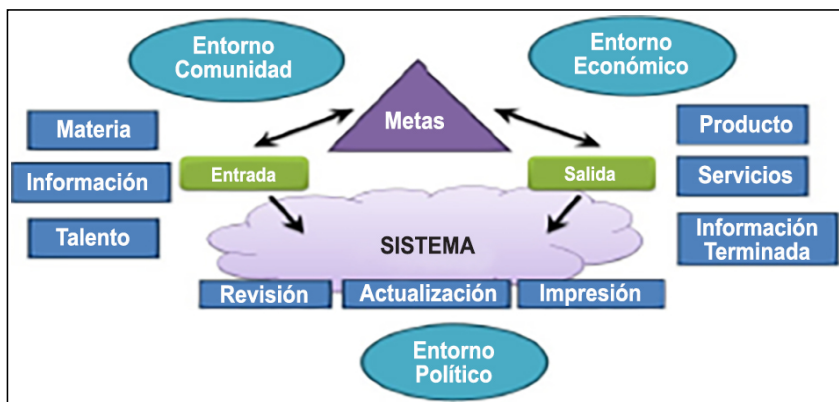 Entorno
Comunidad
Entorno
Económico
Metas
Materia
Producto
Información
Entrada
Salida
Servicios
Talento
SISTEMA
Información
Terminada
Revisión
Actualización
Impresión
Entorno
Político